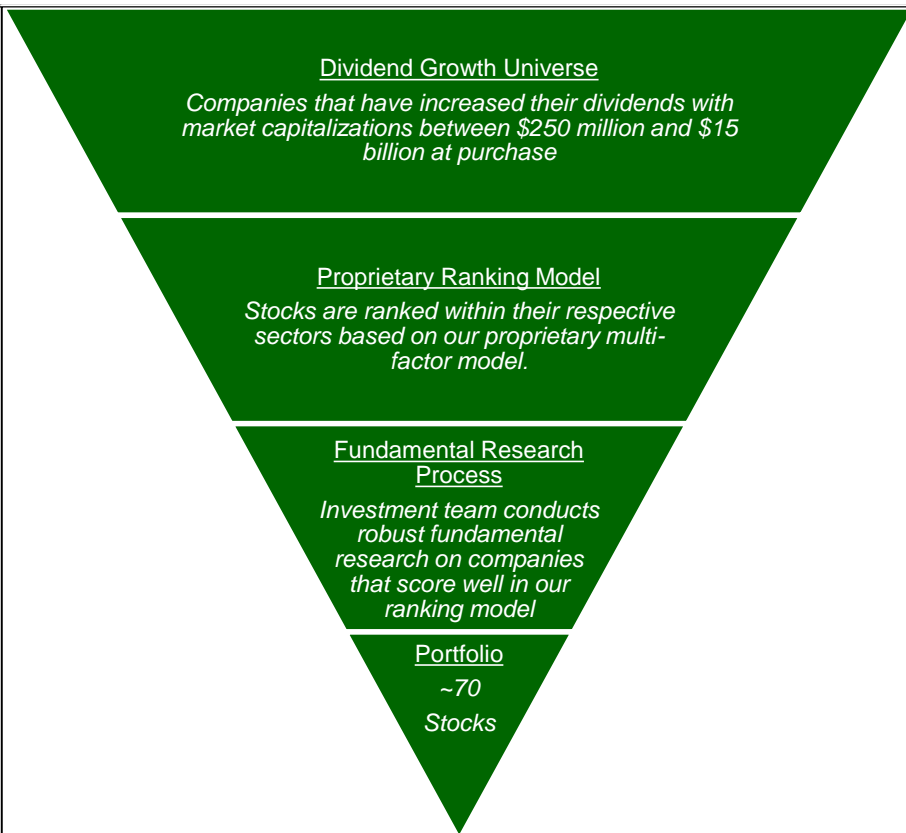 Dividend Growth Universe
Companies that have increased their dividends with
market capitalizations between $250 million and $15
billion at purchase
Proprietary Ranking Model
Stocks are ranked within their respective
sectors based on our proprietary multi-
factor model.
Fundamental Research
Process
Investment team conducts
robust fundamental
research on companies
that score well in our
ranking model
Portfolio
~70
Stocks